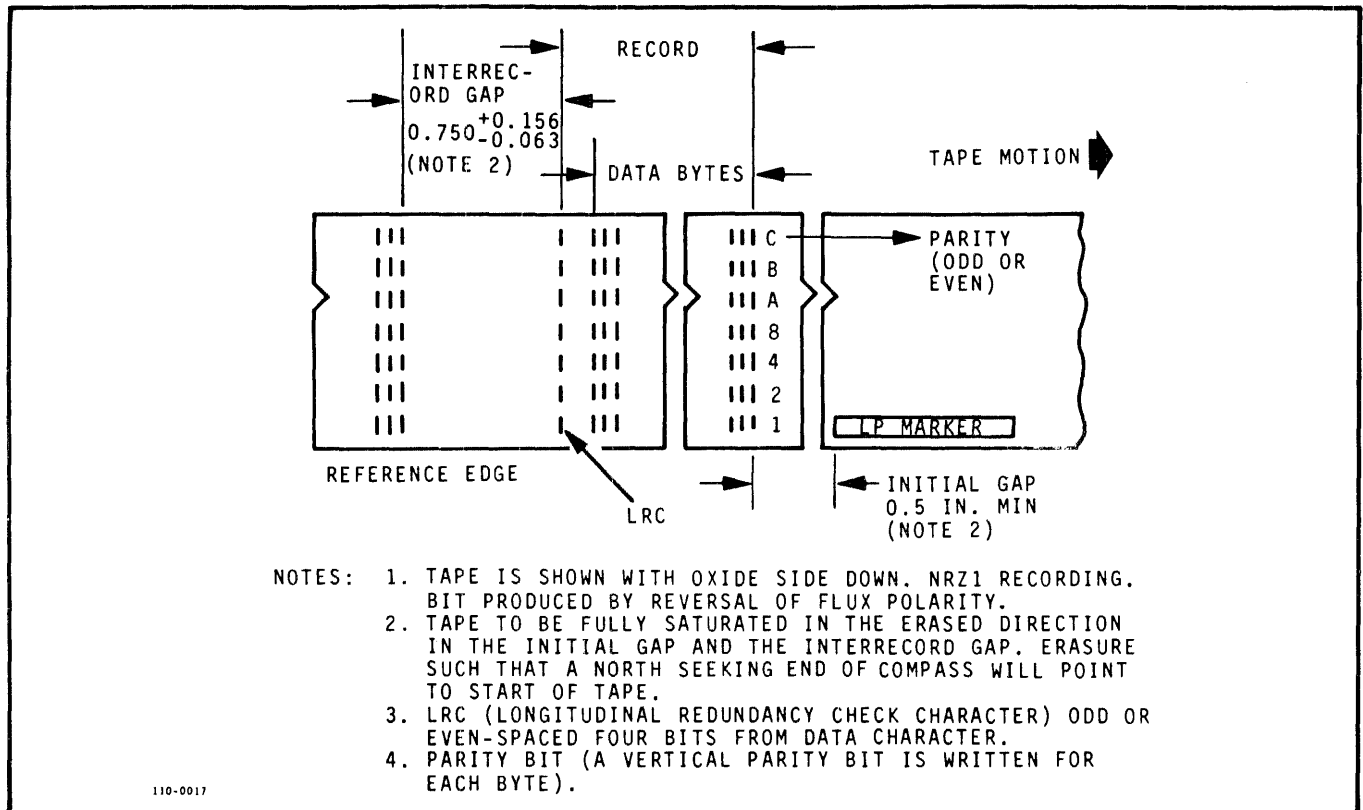 RECORD
INTERREC-
ORD GAP
0.750 +0.156
-0.063
(NOTE 2)
DATA BYTES
TAPE MOTION
C
PARITY
(ODD OR
EVEN)
B
A
8
4
2
1
LP MARKER
REFERENCE EDGE
LRC
INITIAL GAP
0.5 IN. MIN
(NOTE 2)
NOTES: 1. TAPE IS SHOWN WITH OXIDE SIDE DOWN. NRZ1 RECORDING.
BIT PRODUCED BY REVERSAL OF FLUX POLARITY.
2. TAPE TO BE FULLY SATURATED IN THE ERASED DIRECTION
IN THE INITIAL GAP AND THE INTERRECORD GAP. ERASURE
SUCH THAT A NORTH SEEKING END OF COMPASS WILL POINT
TO START OF TAPE.
3. LRC (LONGITUDINAL REDUNDANCY CHECK CHARACTER) ODD OR
EVEN-SPACED FOUR BITS FROM DATA CHARACTER.
4. PARITY BIT (A VERTICAL PARITY BIT IS WRITTEN FOR
EACH BYTE).
110-0017